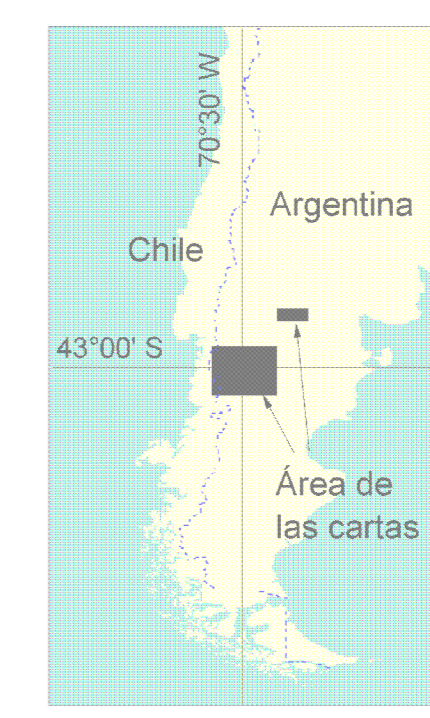 70°30' W
Argentina
Chile
43°00' S
Área de
las cartas